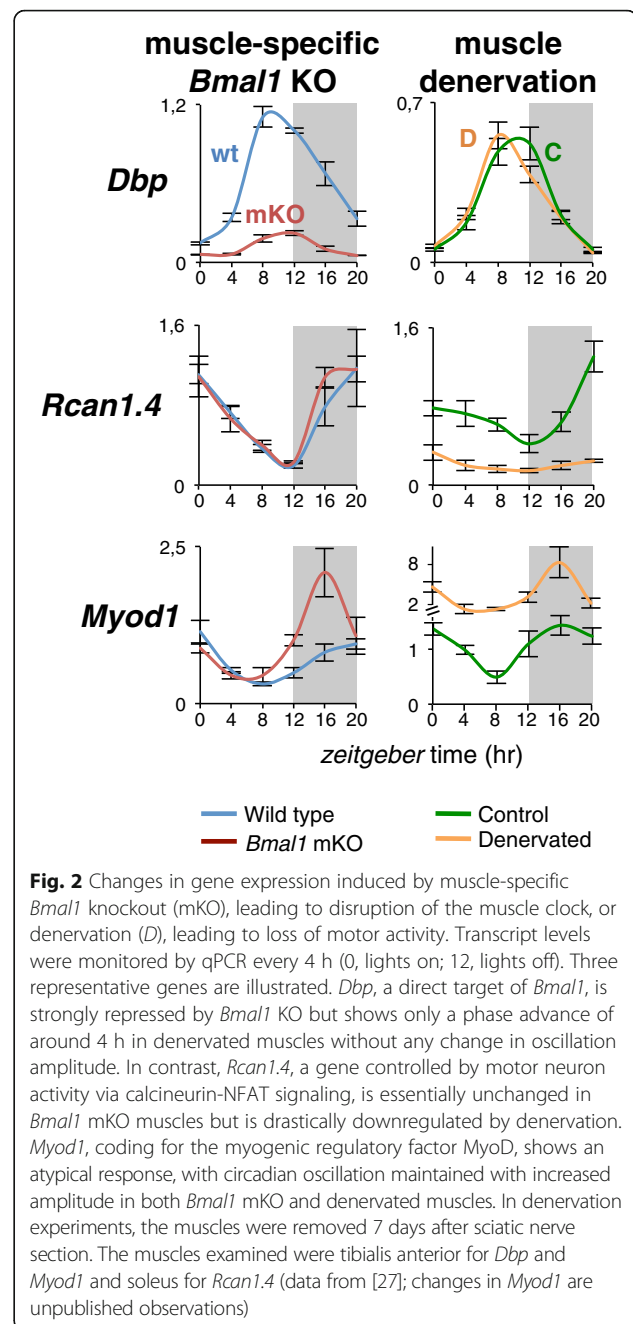 muscle-specific
Bmal1 KO
muscle
denervation
Dbp
1,2
0
wt
mKO
0 4 8 12 16 20
0,7
0
D
C
0 4 8 12 16 20
Rcan1.4
1,6
0
0 4 8 12 16 20
1,6
0
0 4 8 12 16 20
Myod1
2,5
0
0 4 8 12 16 20
8
2
1
0
0 4 8 12 16 20
zeitgeber time (hr)
Wild type
Bmal1 mKO
Control
Denervated
Fig. 2 Changes in gene expression induced by muscle-specific
Bmal1 knockout (mKO), leading to disruption of the muscle clock, or
denervation (D), leading to loss of motor activity. Transcript levels
were monitored by qPCR every 4 h (0, lights on; 12, lights off). Three
representative genes are illustrated. Dbp, a direct target of Bmal1, is
strongly repressed by Bmal1 KO but shows only a phase advance of
around 4 h in denervated muscles without any change in oscillation
amplitude. In contrast, Rcan1.4, a gene controlled by motor neuron
activity via calcineurin-NFAT signaling, is essentially unchanged in
Bmal1 mKO muscles but is drastically downregulated by denervation.
Myod1, coding for the myogenic regulatory factor MyoD, shows an
atypical response, with circadian oscillation maintained with increased
amplitude in both Bmal1 mKO and denervated muscles. In denervation
experiments, the muscles were removed 7 days after sciatic nerve
section. The muscles examined were tibialis anterior for Dbp and
Myod1 and soleus for Rcan1.4 (data from [27]; changes in Myod1 are
unpublished observations)